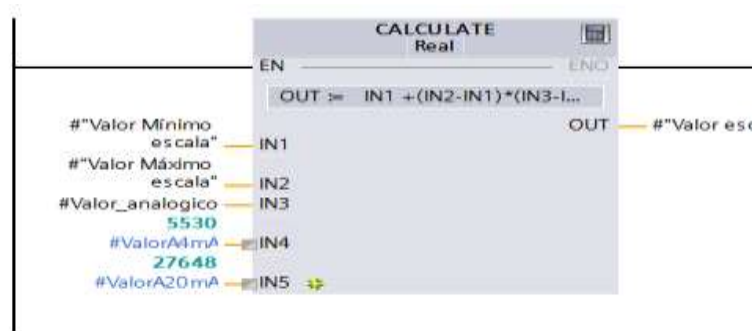 CALCULATE
Real
EN
ENO
OUT := IN1 +(IN2-IN1)*(IN3-I...
#"Valor Mínimo
escala"
IN1
OUT
#"Valor esc
#"Valor Máximo
escala"
IN2
#Valor_analogico
IN3
5530
#ValorA4mA
IN4
27648
#ValorA20mA
IN5